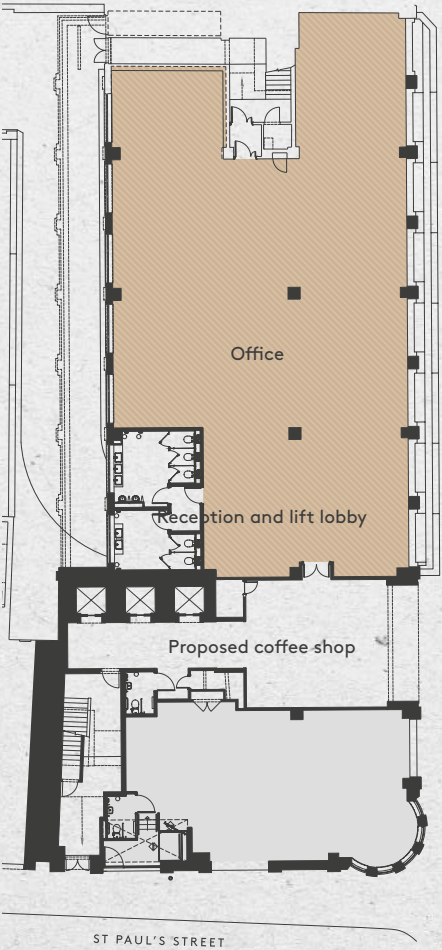 Office
Reception and lift lobby
Proposed coffee shop
ST PAUL'S STREET